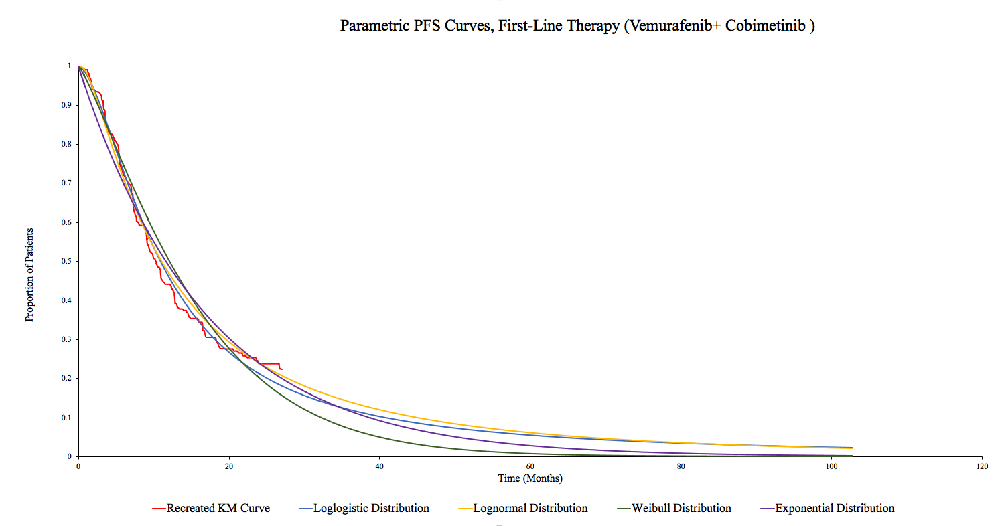 Parametric PFS Curves, First-Line Therapy (Vemurafenib+ Cobimetinib )
Proportion of Patients
1
0.9
0.8
0.7
0.6
0.5
0.4
0.3
0.2
0.1
0
0 20 40 60 80 100 120
Time (Months)
Recreated KM Curve Loglogistic Distribution Lognormal Distribution Weibull Distribution Exponential Distribution